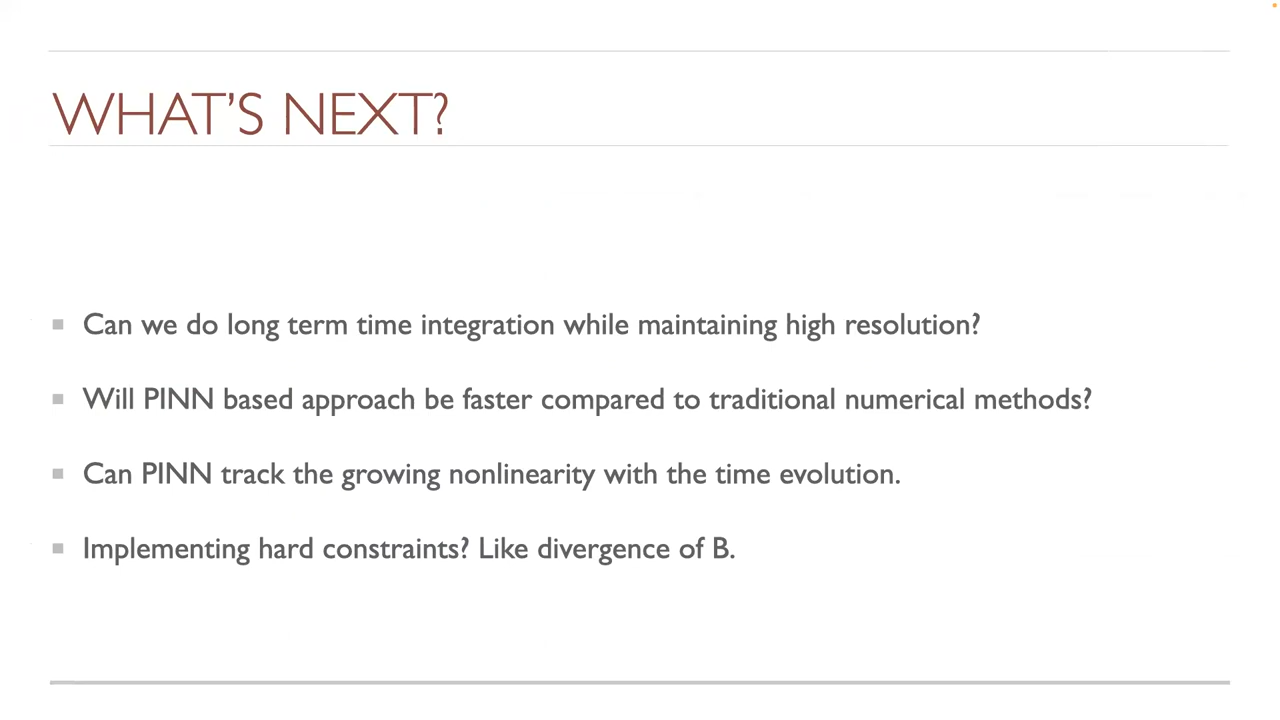 WHAT'S NEXT?
Can we do long term time integration while maintaining high resolution?
Will PINN based approach be faster compared to traditional numerical methods?
Can PINN track the growing nonlinearity with the time evolution.
Implementing hard constraints? Like divergence of B.